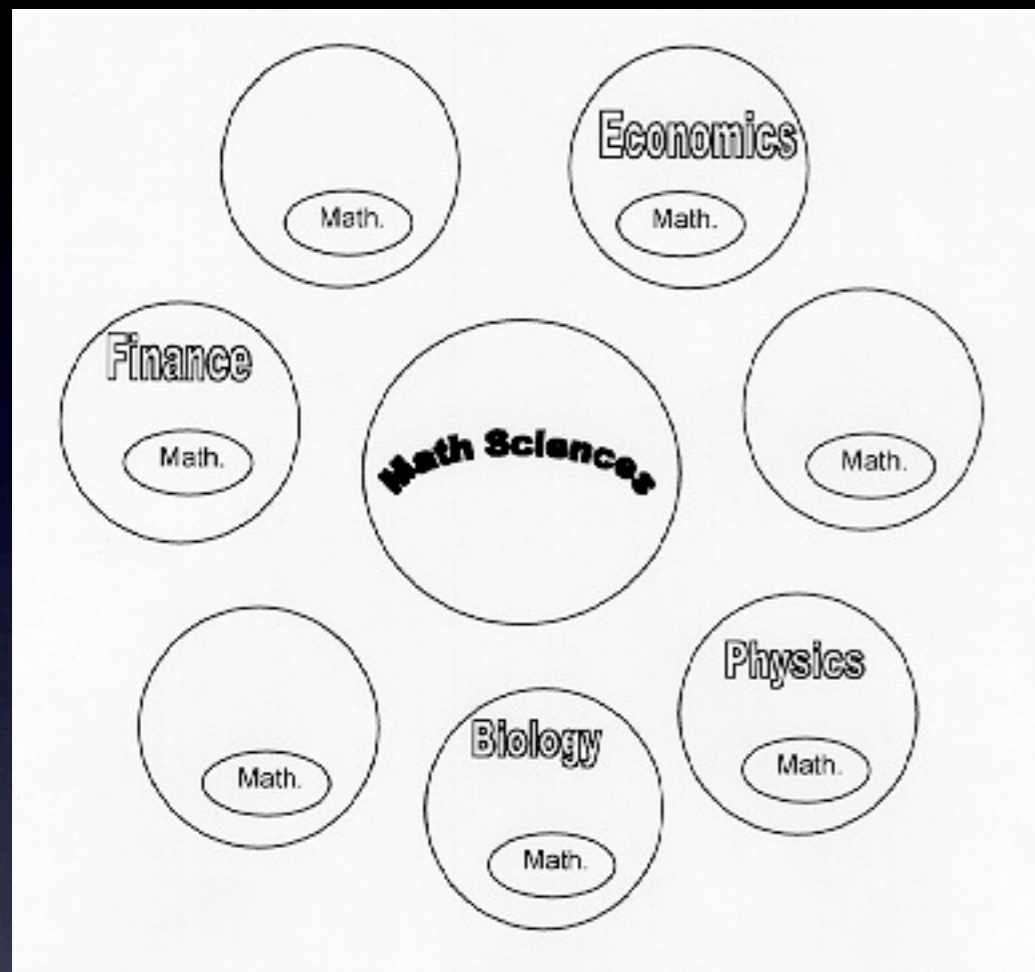 Economics
Math.
Math.
Finance
Math.
Math Sciences
Math.
Physics
Math.
Biology
Math.
Math.